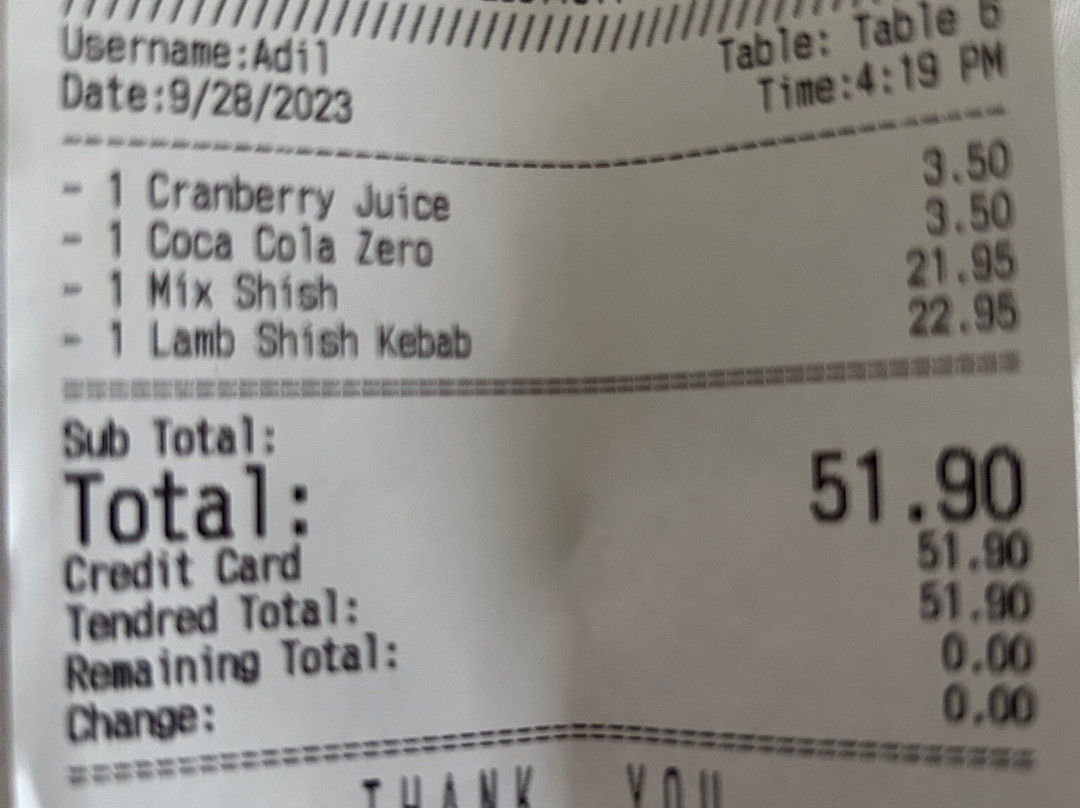 Username:Adil Table: Table 6
Date:9/28/2023 Time:4:19 PM
- 1 Cranberry Juice 3.50
- 1 Coca Cola Zero 3.50
- 1 Mix Shish 21.95
- 1 Lamb Shish Kebab 22.95
Sub Total:
Total: 51.90
Credit Card 51.90
Tendred Total: 51.90
Remaining Total: 0.00
Change: 0.00
THANK YOU